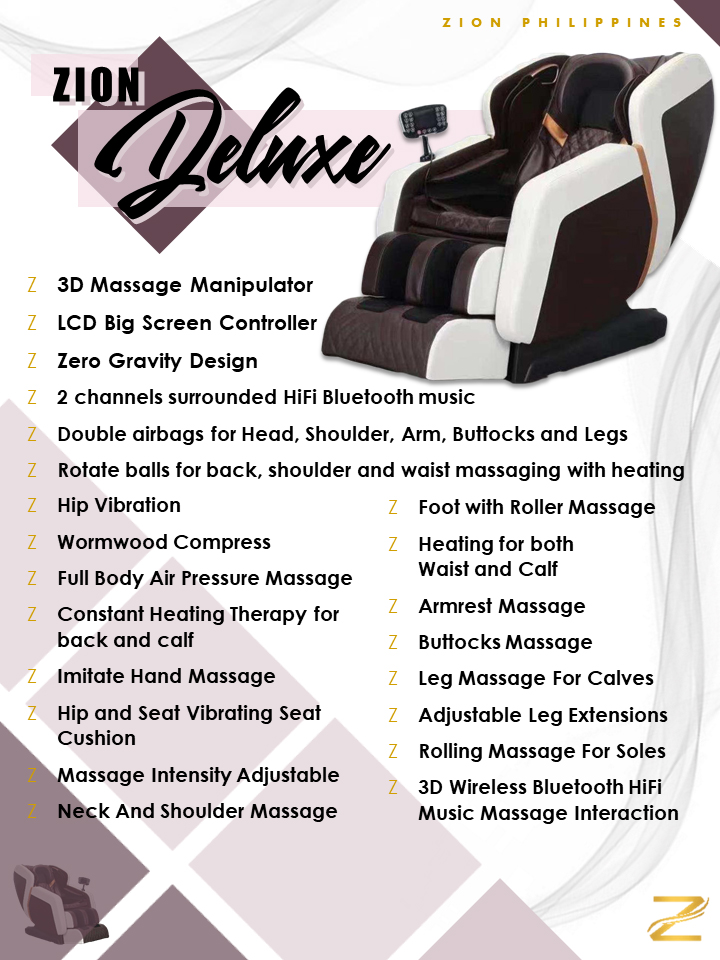 ZION PHILIPPINES
ZION
Deluxe
Z 3D Massage Manipulator
Z LCD Big Screen Controller
Z Zero Gravity Design
Z 2 channels surrounded HiFi Bluetooth music
Z Double airbags for Head, Shoulder, Arm, Buttocks and Legs
Z Rotate balls for back, shoulder and waist massaging with heating
Z Hip Vibration
Z Wormwood Compress
Z Full Body Air Pressure Massage
Z Constant Heating Therapy for
back and calf
Z Imitate Hand Massage
Z Hip and Seat Vibrating Seat
Cushion
Z Massage Intensity Adjustable
Z Neck And Shoulder Massage
Z Foot with Roller Massage
Z Heating for both
Waist and Calf
Z Armrest Massage
Z Buttocks Massage
Z Leg Massage For Calves
Z Adjustable Leg Extensions
Z Rolling Massage For Soles
Z 3D Wireless Bluetooth HiFi
Music Massage Interaction
Z